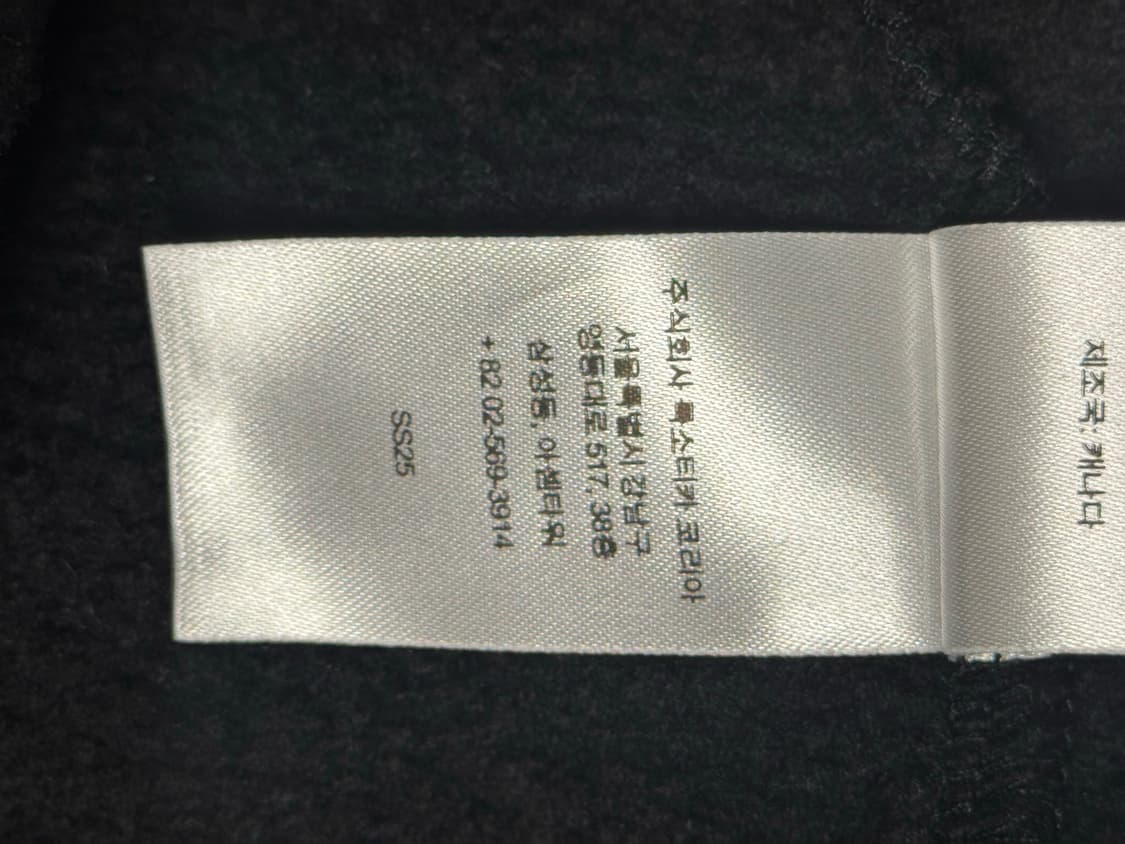 제조국: 캐나다
주식회사 룩소티카 코리아
서울특별시 강남구
영동대로 517, 38층
삼성동, 아셈타워
+ 82 02-569-3914
SS25